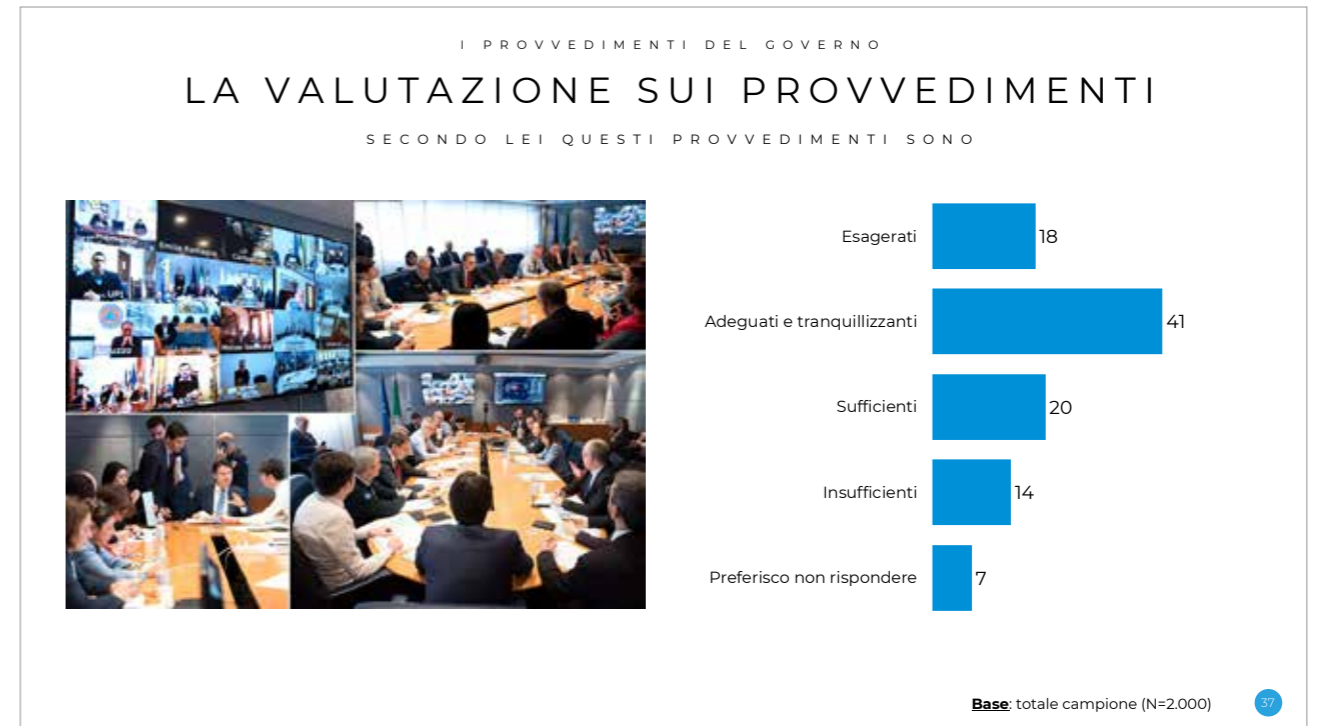 I PROVVEDIMENTI DEL GOVERNO
LA VALUTAZIONE SUI PROVVEDIMENTI
SECONDO LEI QUESTI PROVVEDIMENTI SONO
Esagerati 18
Adeguati e tranquillizzanti 41
Sufficienti 20
Insufficienti 14
Preferisco non rispondere 7
Base: totale campione (N=2.000)
37